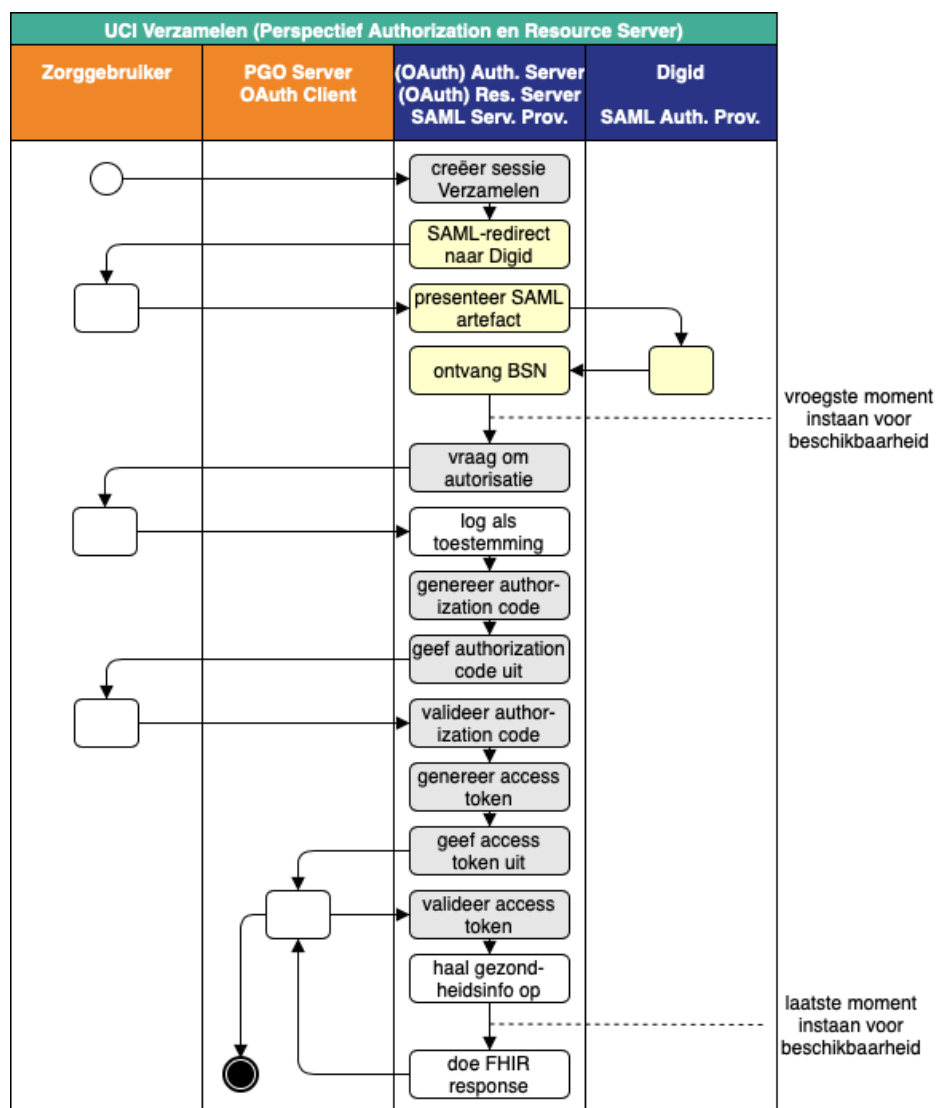 UCI Verzamelen (Perspectief Authorization en Resource Server)
Zorggebruiker
PGO Server
OAuth Client
(OAuth) Auth. Server
(OAuth) Res. Server
SAML Serv. Prov.
Digid
SAML Auth. Prov.
creëer sessie
Verzamelen
SAML-redirect
naar Digid
presenteer SAML
artefact
ontvang BSN
vroegste moment
instaan voor
beschikbaarheid
vraag om
autorisatie
log als
toestemming
genereer author-
ization code
geef authorization
code uit
valideer author-
ization code
genereer access
token
geef access
token uit
valideer access
token
haal gezond-
heidsinfo op
laatste moment
instaan voor
beschikbaarheid
doe FHIR
response